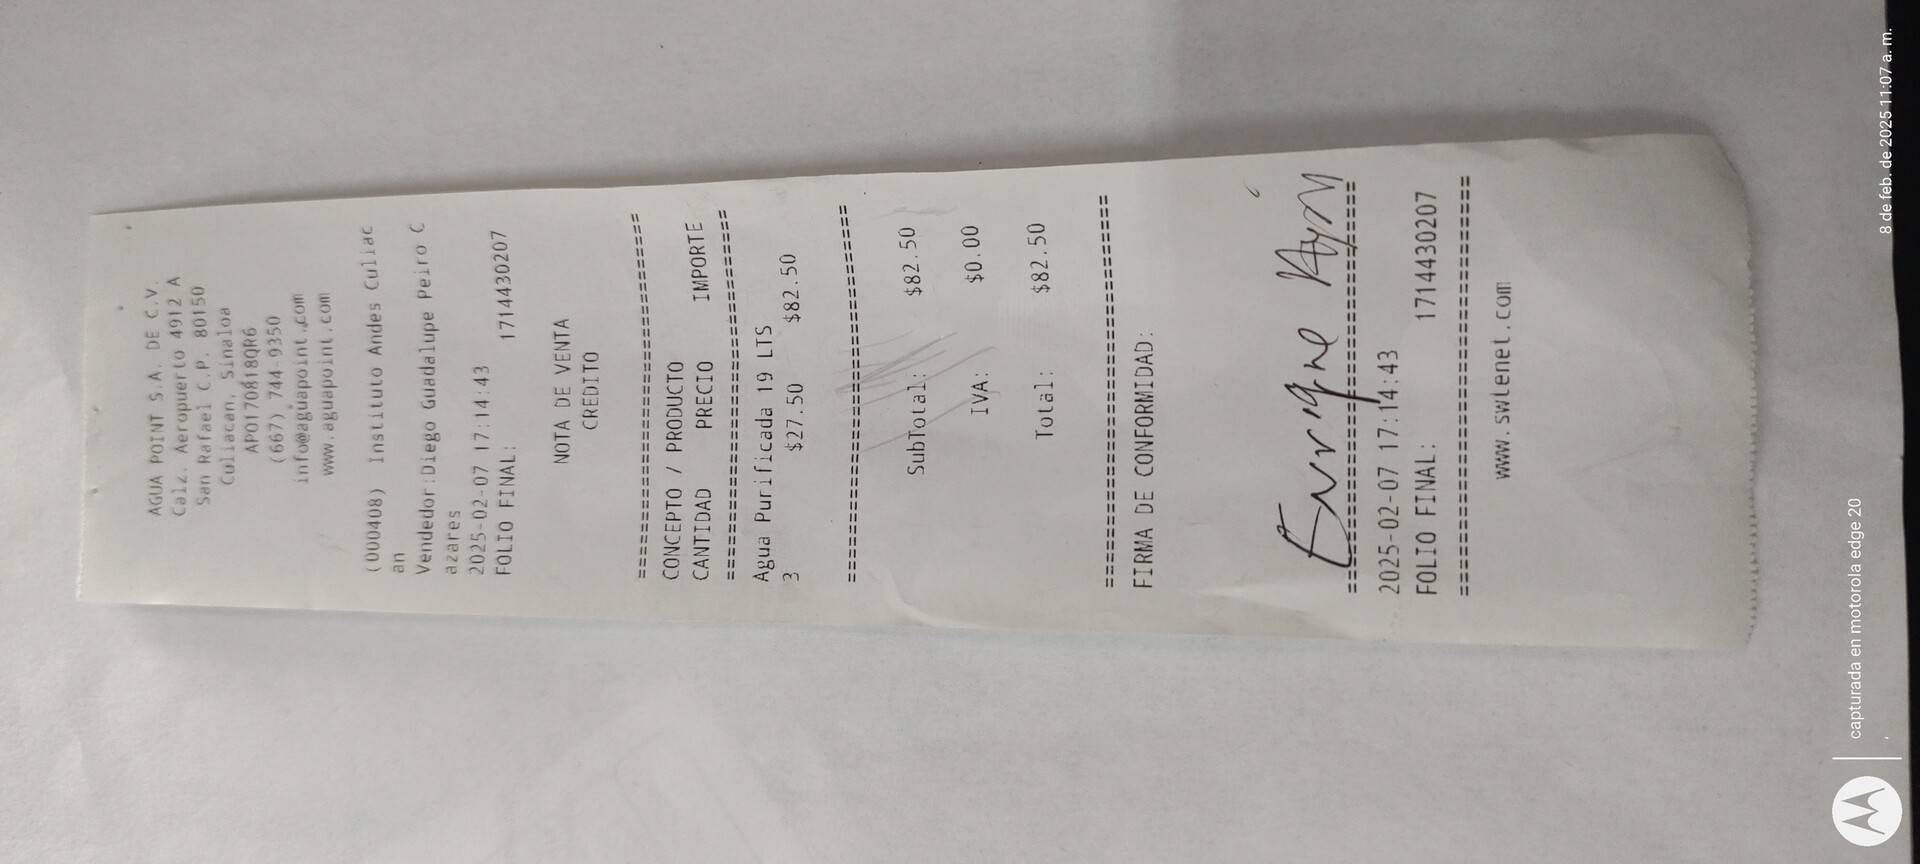 AGUA POINT S.A. DE C.V.
Calz. Aeropuerto 4912 A
San Rafael C.P. 80150
Culiacan, Sinaloa
APO170818QR6
(667) 744-9350
info@aguapoint.com
www.aguapoint.com
(000408) Instituto Andes Culiac
an
Vendedor:Diego Guadalupe Peiro C
azares
2025-02-07 17:14:43
FOLIO FINAL: 1714430207
NOTA DE VENTA
CREDITO
================================
CONCEPTO / PRODUCTO
CANTIDAD PRECIO IMPORTE
================================
Agua Purificada 19 LTS
3 $27.50 $82.50
================================
SubTotal: $82.50
IVA: $0.00
Total: $82.50
================================
FIRMA DE CONFORMIDAD:
Enrique
================================
2025-02-07 17:14:43
FOLIO FINAL: 1714430207
================================
www.swtenet.com
capturada en motorola edge 20
8 de feb. de 2025 11:07 a. m.